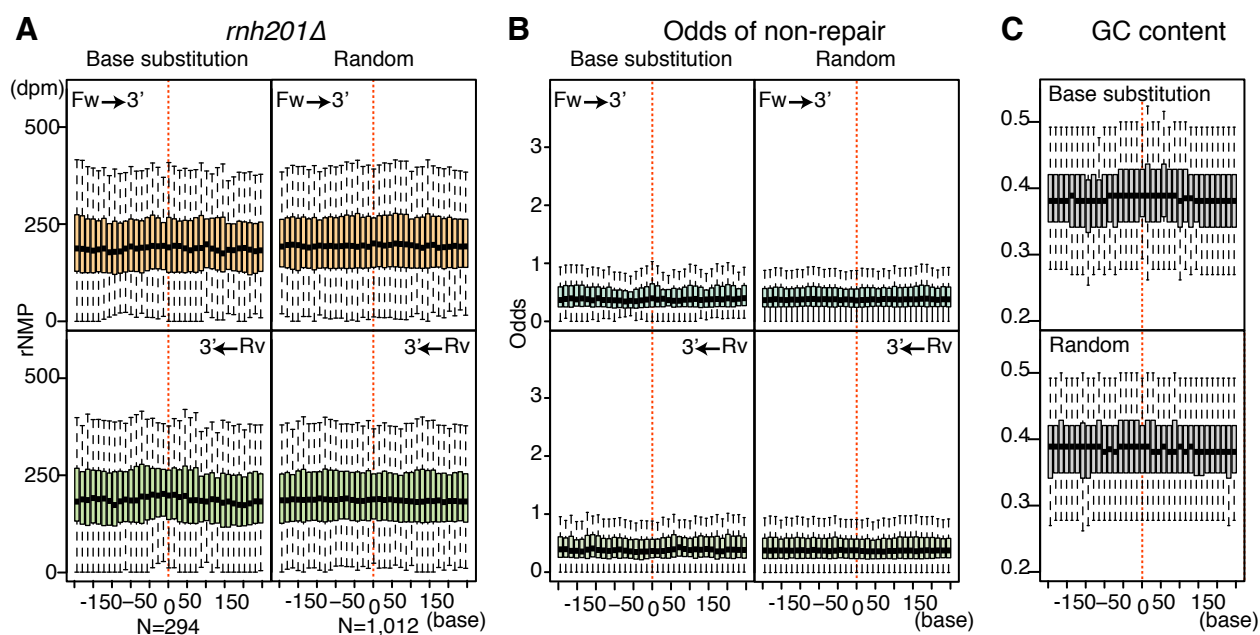 A rnh201Δ B Odds of non-repair C GC content
Base substitution Random Base substitution Random
(dpm)
Fw→3’ Fw→3’ Fw→3’ Fw→3’ Base substitution
500 3 0.5
2 0.4
250 1 0.3
0 0 0.2
rNMP Odds
3’←Rv 3’←Rv 3’←Rv 3’←Rv Random
500 3 0.5
2 0.4
250 1 0.3
0 0 0.2
-150 –50 0 50 150 -150 –50 0 50 150 -150 –50 0 50 150 -150 –50 0 50 150 -150 –50 0 50 150
N=294 N=1,012 (base) (base) (base)